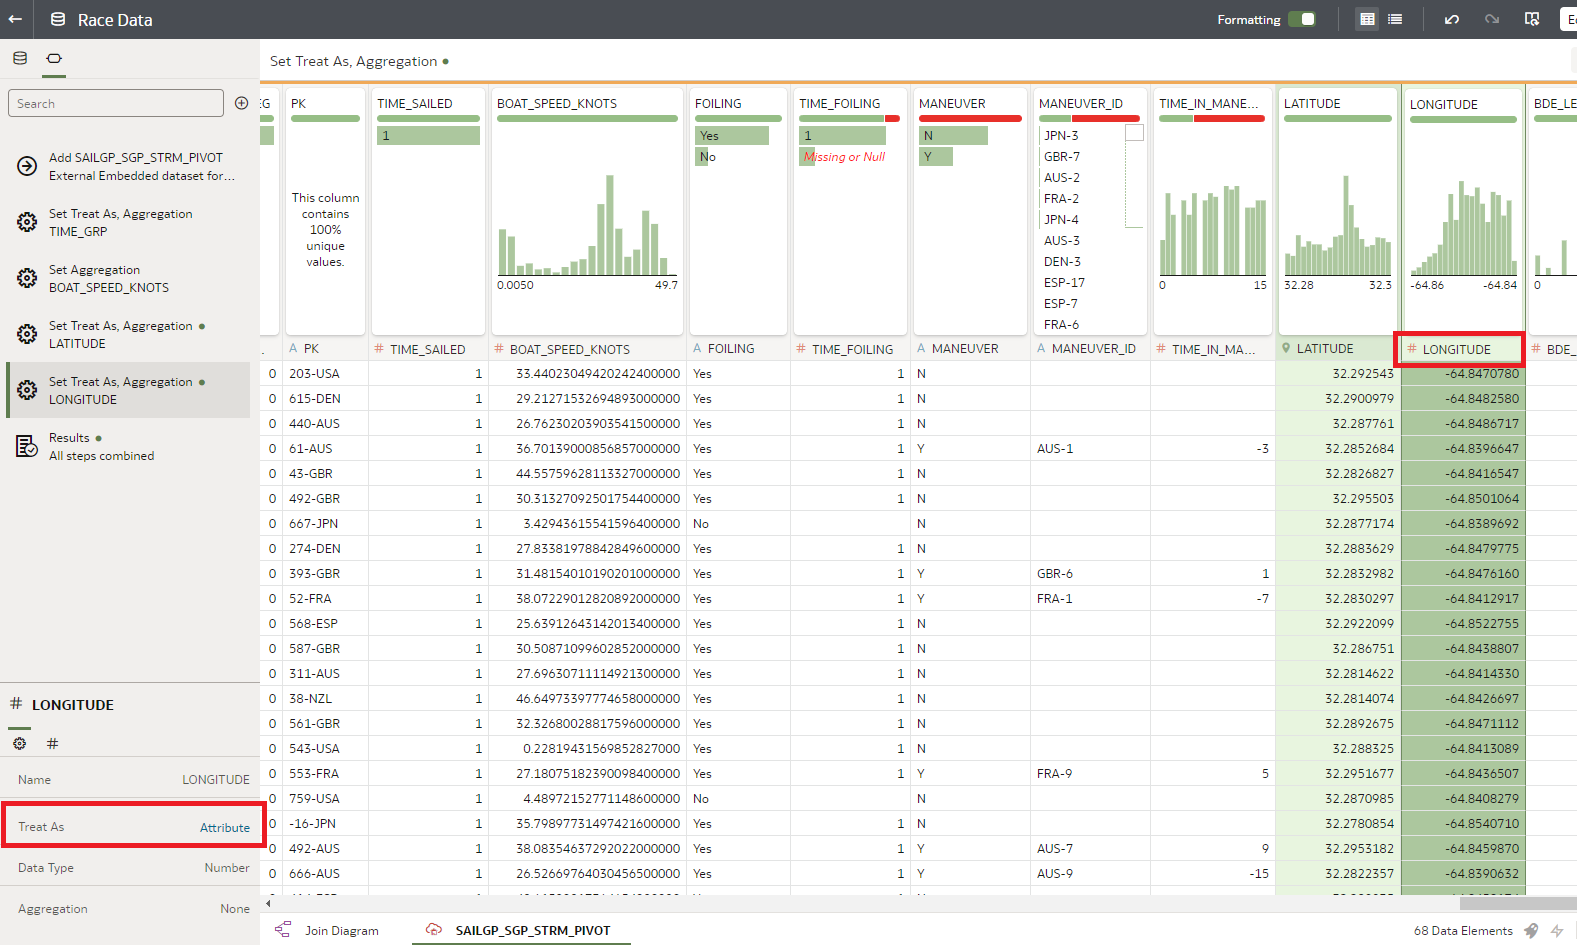 Race Data
Formatting
Set Treat As, Aggregation
Search
Add SAILGP_SGP_STRM_PIVOT
External Embedded dataset for...
Set Treat As, Aggregation
TIME_GRP
Set Aggregation
BOAT_SPEED_KNOTS
Set Treat As, Aggregation
LATITUDE
Set Treat As, Aggregation
LONGITUDE
Results
All steps combined
# LONGITUDE
#
Name LONGITUDE
Treat As Attribute
Data Type Number
Aggregation None
PK TIME_SAILED BOAT_SPEED_KNOTS FOILING TIME_FOILING MANEUVER MANEUVER_ID TIME_IN_MANE... LATITUDE LONGITUDE BDE_LE
This column
contains
100%
unique
values.
1
0.0050 49.7
Yes
No
1
Missing or Null
N
Y
JPN-3
GBR-7
AUS-2
FRA-2
JPN-4
AUS-3
DEN-3
ESP-17
ESP-7
FRA-6
0 15
32.28 32.3
-64.86 -64.84
0
. A PK # TIME_SAILED # BOAT_SPEED_KNOTS A FOILING # TIME_FOILING A MANEUVER A MANEUVER_ID # TIME_IN_MA... LATITUDE # LONGITUDE # BDE_
0 203-USA 1 33.44023049420242400000 Yes 1 N 32.292543 -64.8470780
0 615-DEN 1 29.21271532694893000000 Yes 1 N 32.2900979 -64.8482580
0 440-AUS 1 26.76230203903541500000 Yes 1 N 32.287761 -64.8486717
0 61-AUS 1 36.70139000856857000000 Yes 1 Y AUS-1 -3 32.2852684 -64.8396647
0 43-GBR 1 44.55759628113327000000 Yes 1 N 32.2826827 -64.8416547
0 492-GBR 1 30.31327092501754400000 Yes 1 N 32.295503 -64.8501064
0 667-JPN 1 3.42943615541596400000 No N 32.2877174 -64.8389692
0 274-DEN 1 27.83381978842849600000 Yes 1 N 32.2883629 -64.8479775
0 393-GBR 1 31.48154010190201000000 Yes 1 Y GBR-6 1 32.2832982 -64.8476160
0 52-FRA 1 38.07229012820892000000 Yes 1 Y FRA-1 -7 32.2830297 -64.8412917
0 568-ESP 1 25.63912643142013400000 Yes 1 N 32.2922099 -64.8522755
0 587-GBR 1 30.50871099602852000000 Yes 1 N 32.286751 -64.8438807
0 311-AUS 1 27.69630711114921300000 Yes 1 N 32.2814622 -64.8414330
0 38-NZL 1 46.64973397774658000000 Yes 1 N 32.2814074 -64.8426697
0 561-GBR 1 32.32680028817596000000 Yes 1 N 32.2892675 -64.8471112
0 543-USA 1 0.22819431569852827000 Yes 1 N 32.288325 -64.8413089
0 553-FRA 1 27.18075182390098400000 Yes 1 Y FRA-9 5 32.2951677 -64.8436507
0 759-USA 1 4.48972152771148600000 No N 32.2870985 -64.8408279
0 -16-JPN 1 35.79897731497421600000 Yes 1 N 32.2780854 -64.8540710
0 492-AUS 1 38.08354637292022000000 Yes 1 Y AUS-7 9 32.2953182 -64.8459870
0 666-AUS 1 26.52669764030456500000 Yes 1 Y AUS-9 -15 32.2822357 -64.8390632
Join Diagram SAILGP_SGP_STRM_PIVOT 68 Data Elements